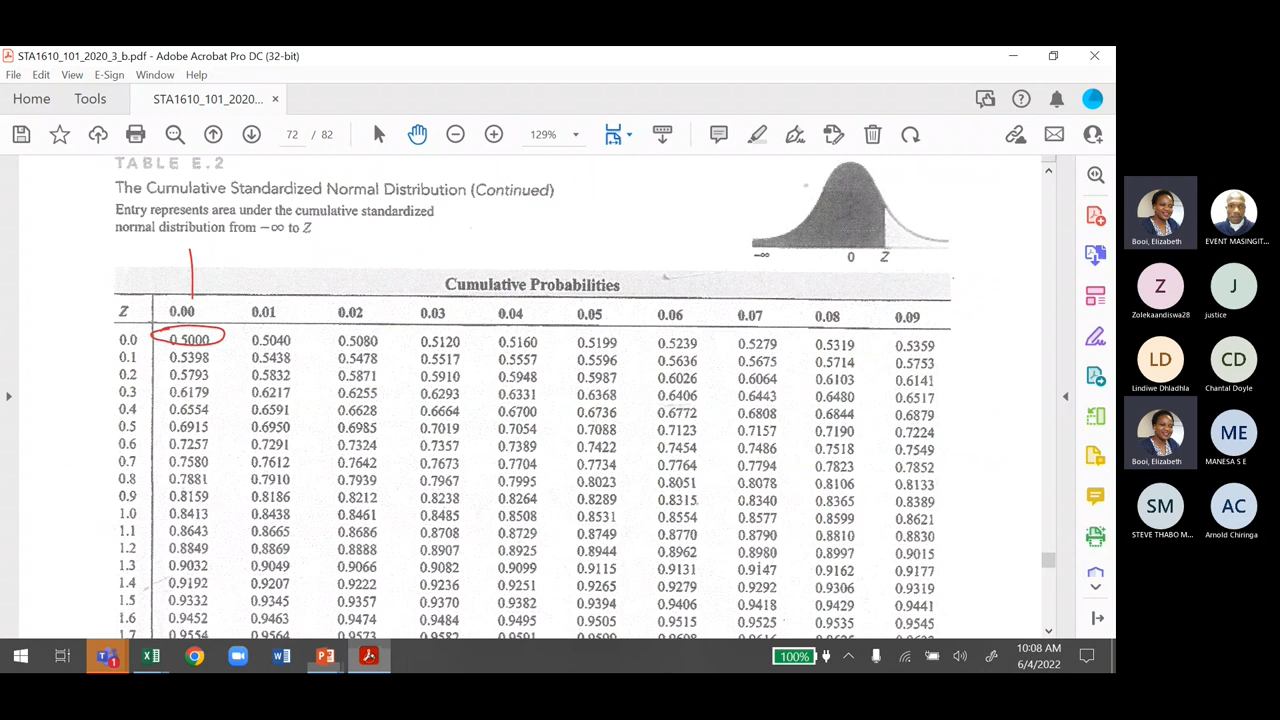 STA1610_101_2020_3_b.pdf - Adobe Acrobat Pro DC (32-bit)
File Edit View E-Sign Window Help
Home Tools STA1610_101_2020... ×
72 / 82 129%
TABLE E.2
The Cumulative Standardized Normal Distribution (Continued)
Entry represents area under the cumulative standardized
normal distribution from −∞ to Z
−∞ 0 Z
Cumulative Probabilities
Z 0.00 0.01 0.02 0.03 0.04 0.05 0.06 0.07 0.08 0.09
0.0 0.5000 0.5040 0.5080 0.5120 0.5160 0.5199 0.5239 0.5279 0.5319 0.5359
0.1 0.5398 0.5438 0.5478 0.5517 0.5557 0.5596 0.5636 0.5675 0.5714 0.5753
0.2 0.5793 0.5832 0.5871 0.5910 0.5948 0.5987 0.6026 0.6064 0.6103 0.6141
0.3 0.6179 0.6217 0.6255 0.6293 0.6331 0.6368 0.6406 0.6443 0.6480 0.6517
0.4 0.6554 0.6591 0.6628 0.6664 0.6700 0.6736 0.6772 0.6808 0.6844 0.6879
0.5 0.6915 0.6950 0.6985 0.7019 0.7054 0.7088 0.7123 0.7157 0.7190 0.7224
0.6 0.7257 0.7291 0.7324 0.7357 0.7389 0.7422 0.7454 0.7486 0.7518 0.7549
0.7 0.7580 0.7612 0.7642 0.7673 0.7704 0.7734 0.7764 0.7794 0.7823 0.7852
0.8 0.7881 0.7910 0.7939 0.7967 0.7995 0.8023 0.8051 0.8078 0.8106 0.8133
0.9 0.8159 0.8186 0.8212 0.8238 0.8264 0.8289 0.8315 0.8340 0.8365 0.8389
1.0 0.8413 0.8438 0.8461 0.8485 0.8508 0.8531 0.8554 0.8577 0.8599 0.8621
1.1 0.8643 0.8665 0.8686 0.8708 0.8729 0.8749 0.8770 0.8790 0.8810 0.8830
1.2 0.8849 0.8869 0.8888 0.8907 0.8925 0.8944 0.8962 0.8980 0.8997 0.9015
1.3 0.9032 0.9049 0.9066 0.9082 0.9099 0.9115 0.9131 0.9147 0.9162 0.9177
1.4 0.9192 0.9207 0.9222 0.9236 0.9251 0.9265 0.9279 0.9292 0.9306 0.9319
1.5 0.9332 0.9345 0.9357 0.9370 0.9382 0.9394 0.9406 0.9418 0.9429 0.9441
1.6 0.9452 0.9463 0.9474 0.9484 0.9495 0.9505 0.9515 0.9525 0.9535 0.9545
1.7 0.9554 0.9564 0.9573
Booi, Elizabeth EVENT MASINGIT...
Z J
Zolekaandiswa28 justice
LD CD
Lindiwe Dhladhla Chantal Doyle
ME
Booi, Elizabeth MANESA S E
SM AC
STEVE THABO M... Arnold Chiringa
100% 10:08 AM
6/4/2022